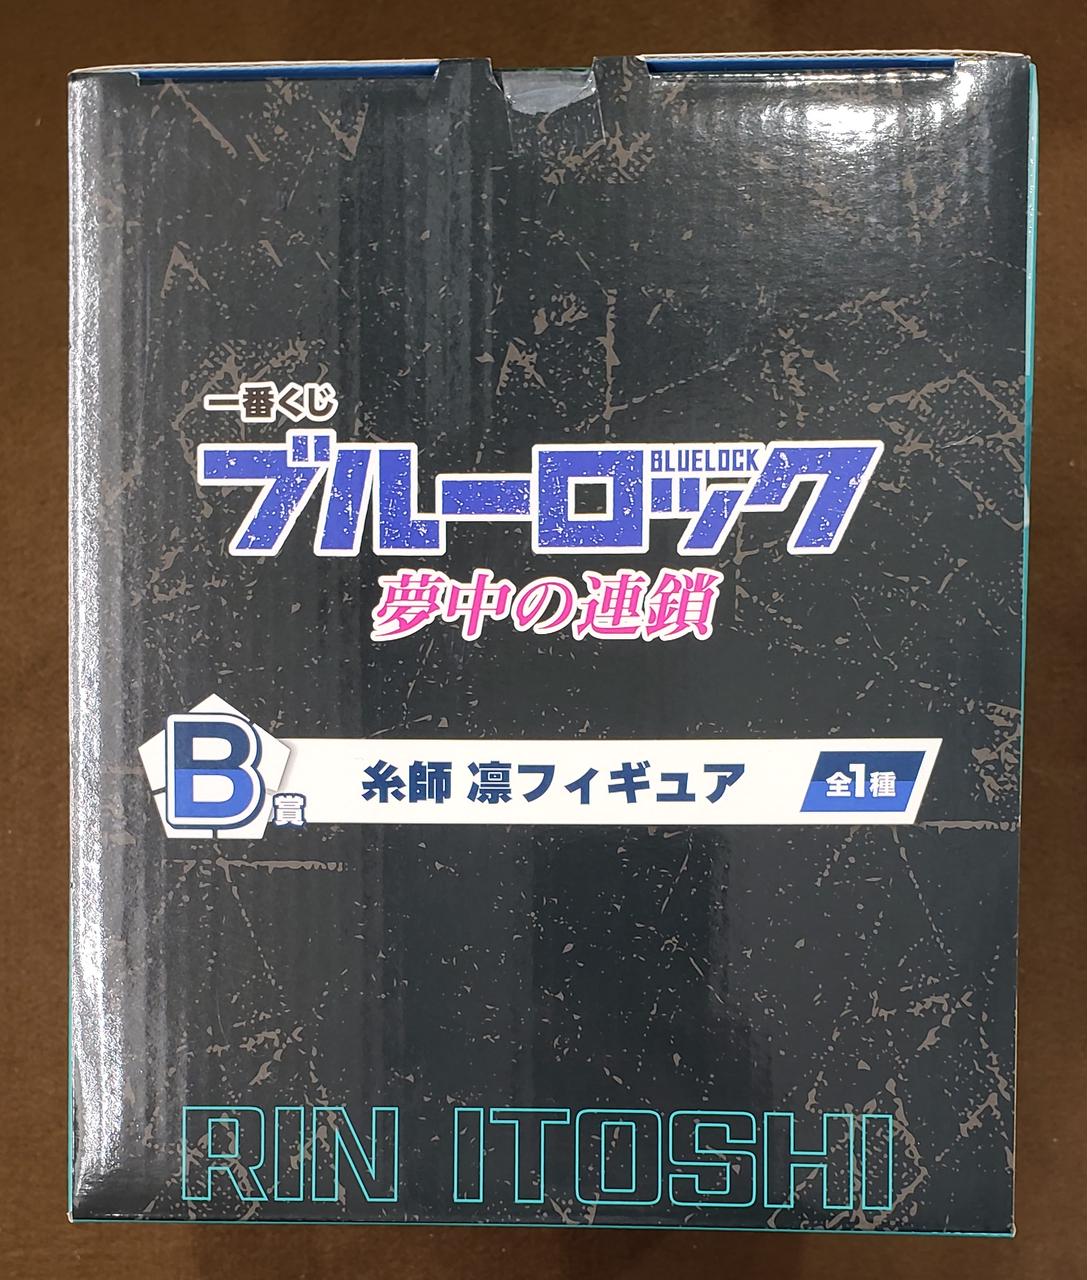 一番くじ
ブルーロック
BLUELOCK
夢中の連鎖
B賞
糸師 凛フィギュア
全1種
RIN ITOSHI